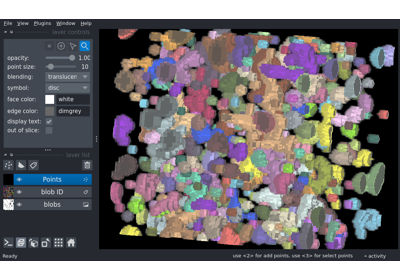 File View Plugins Window Help
layer controls
opacity: 1.00
point size: 10
blending: translucen
symbol: disc
face color: white
edge color: dimgrey
display text:
out of slice:
layer list
Points
blob ID
blobs
Ready use <2> for add points, use <3> for select points activity